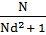 N
Nd² + 1